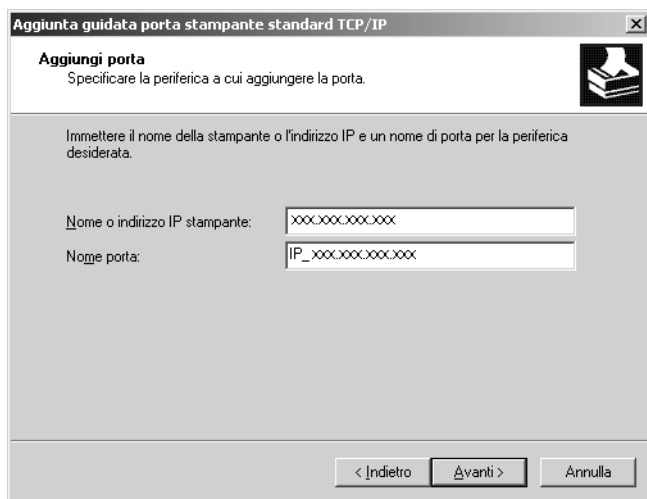 Aggiunta guidata porta stampante standard TCP/IP
Aggiungi porta
Specificare la periferica a cui aggiungere la porta.
Immettere il nome della stampante o l'indirizzo IP e un nome di porta per la periferica
desiderata.
Nome o indirizzo IP stampante: xxx.xxx.xxx.xxx
Nome porta: IP_xxx.xxx.xxx.xxx
< Indietro Avanti > Annulla